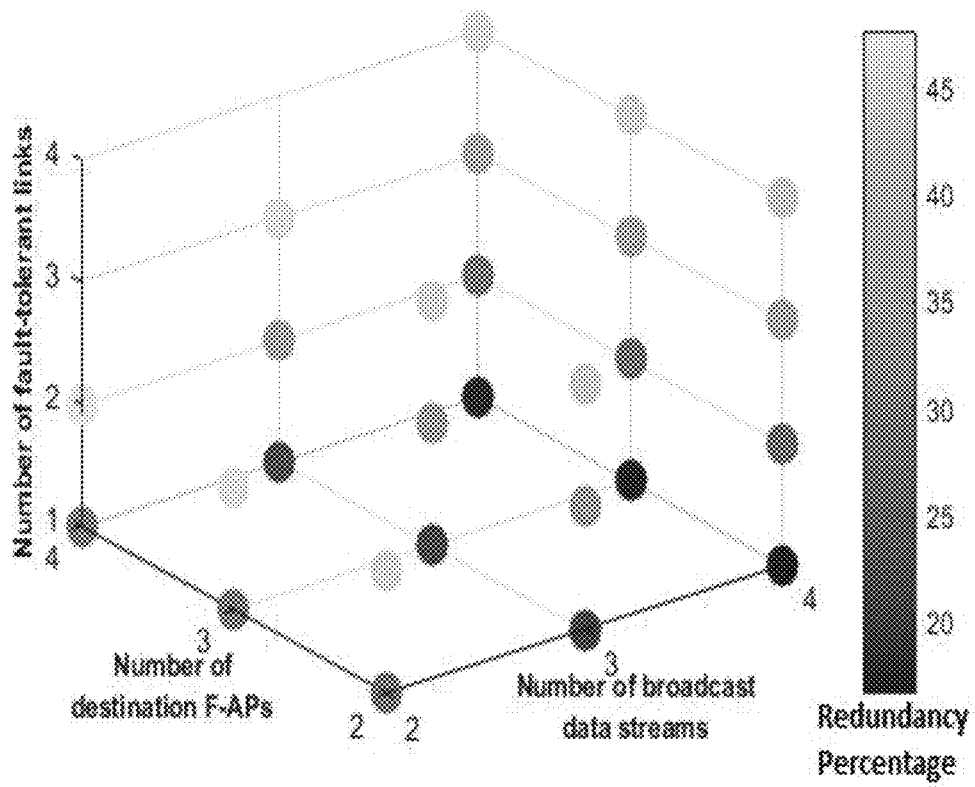 Number of fault-tolerant links
4
3
2
1
4
3
2
Number of
destination F-APs
2
3
4
Number of broadcast
data streams
45
40
35
30
25
20
Redundancy
Percentage